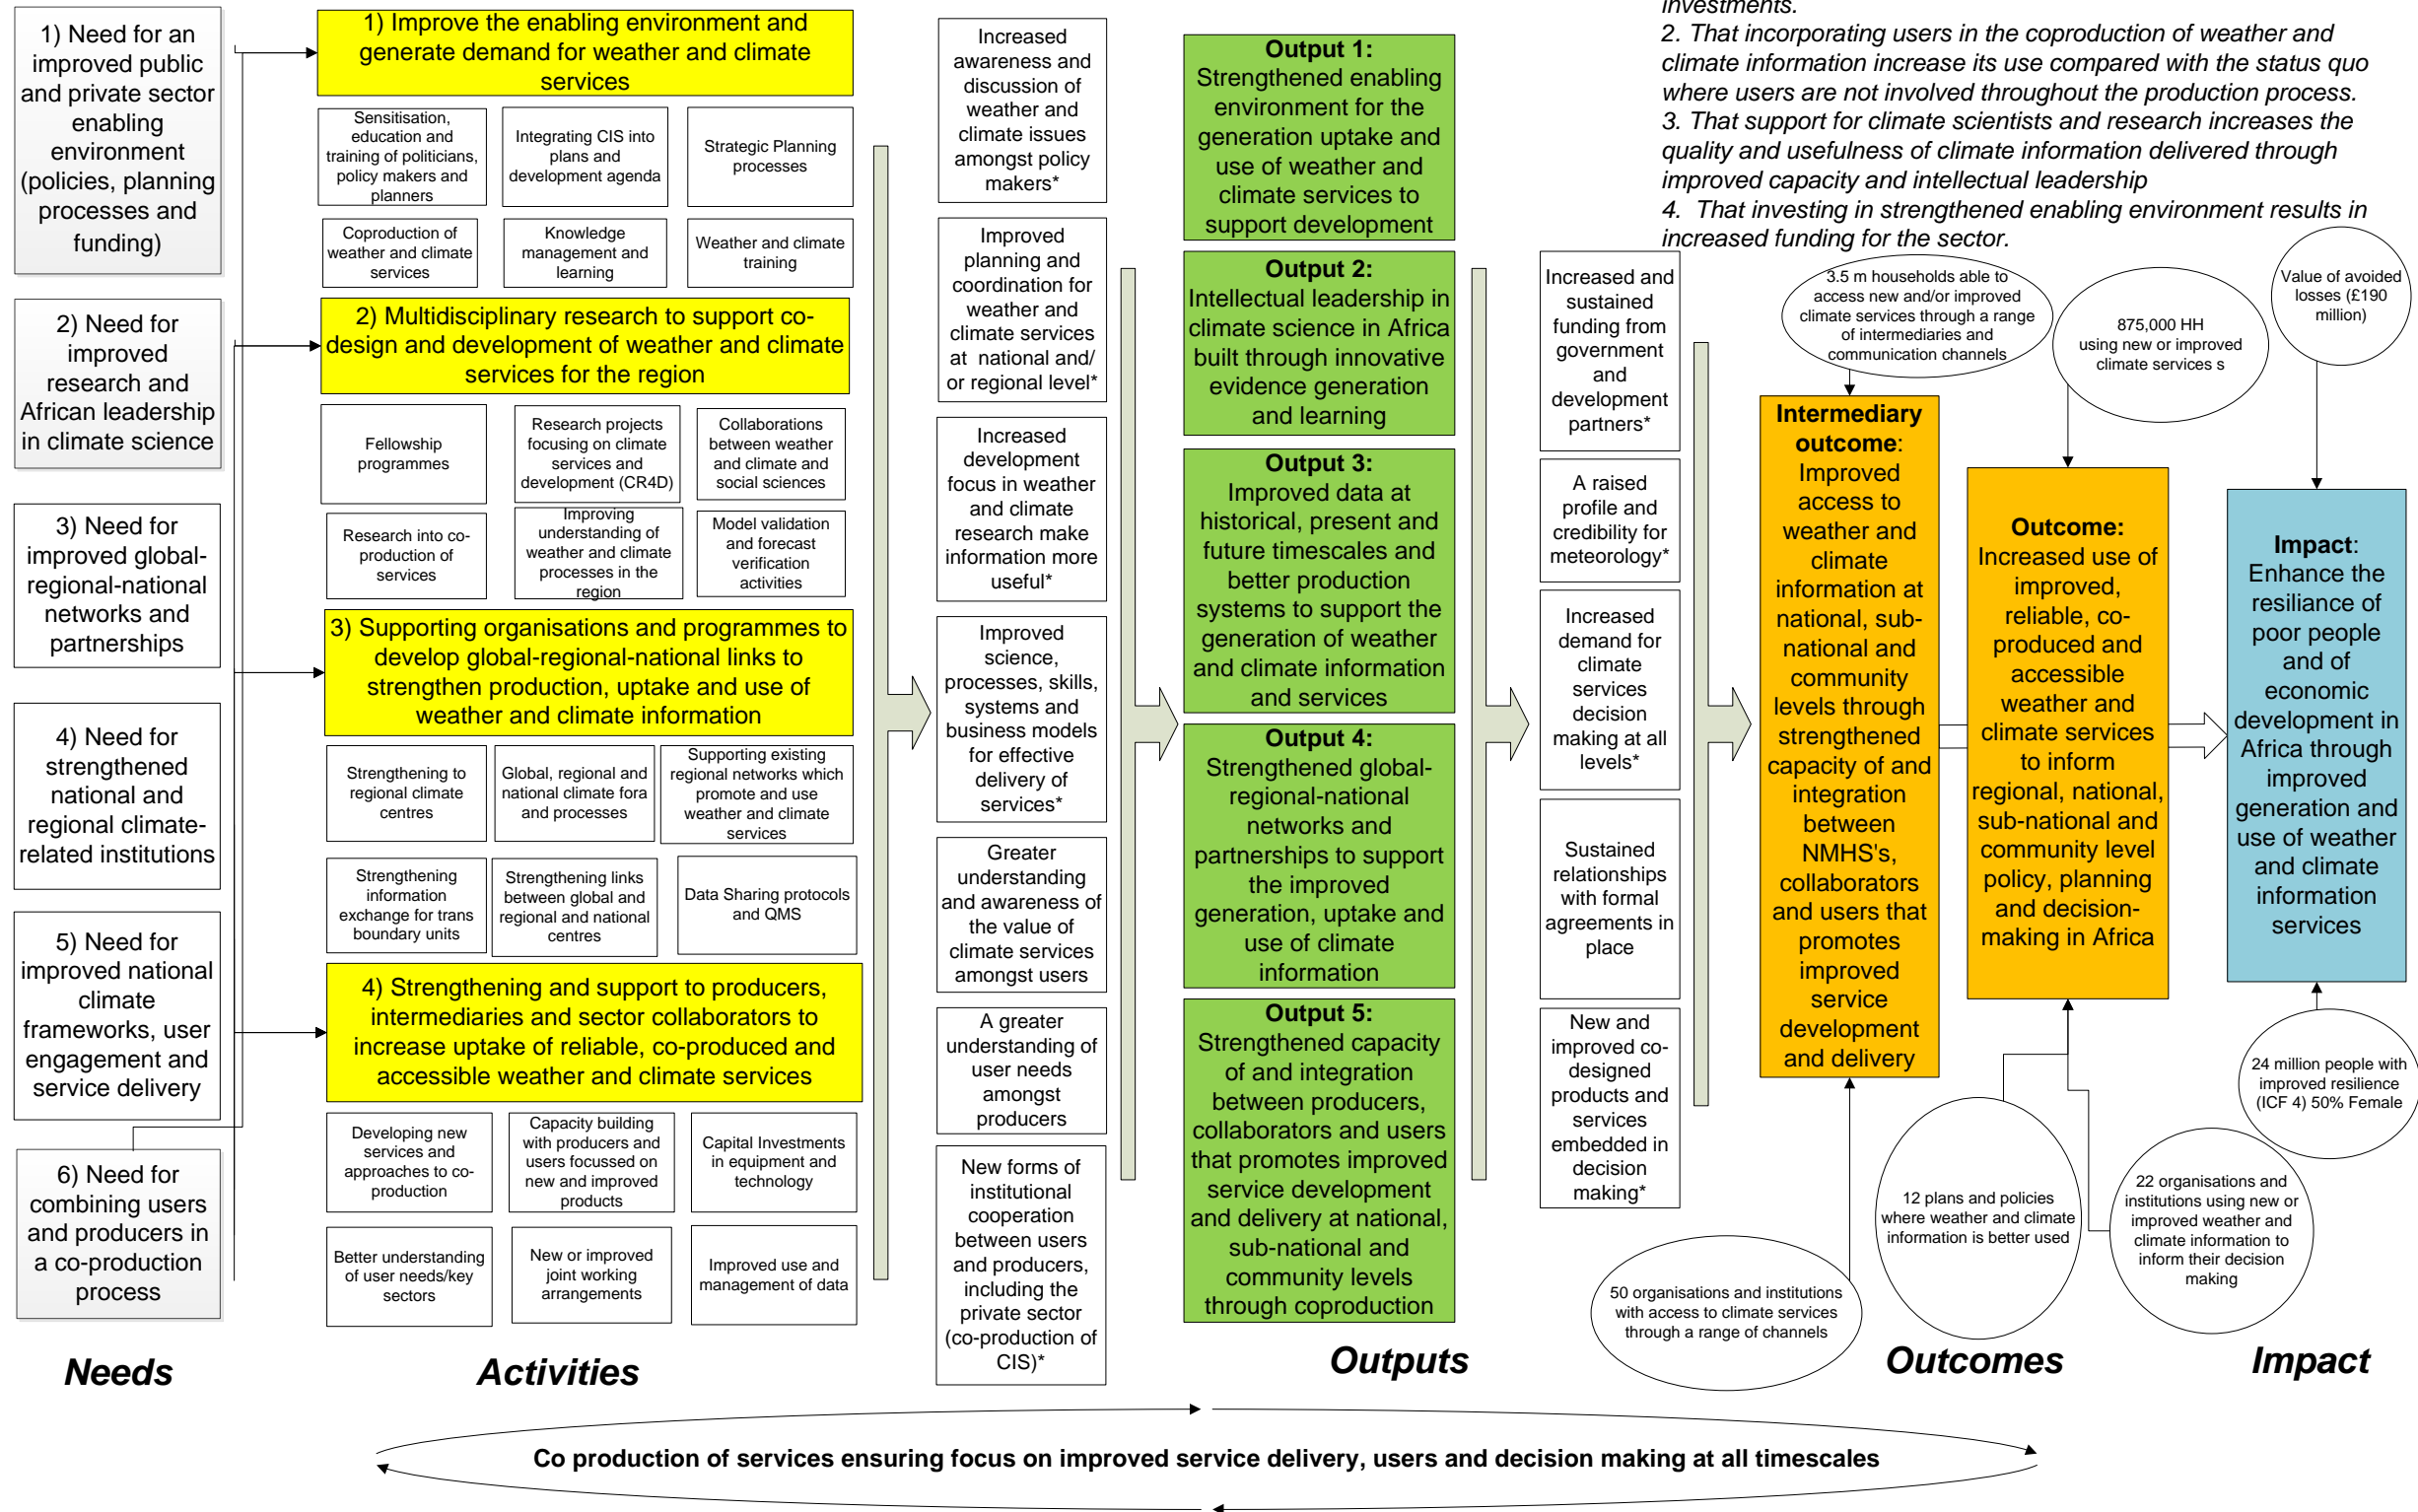 investments.
2. That incorporating users in the coproduction of weather and
climate information increase its use compared with the status quo
where users are not involved throughout the production process.
3. That support for climate scientists and research increases the
quality and usefulness of climate information delivered through
improved capacity and intellectual leadership
4. That investing in strengthened enabling environment results in
increased funding for the sector.
1) Need for an
improved public
and private sector
enabling
environment
(policies, planning
processes and
funding)
2) Need for
improved
research and
African leadership
in climate science
3) Need for
improved global-
regional-national
networks and
partnerships
4) Need for
strengthened
national and
regional climate-
related institutions
5) Need for
improved national
climate
frameworks, user
engagement and
service delivery
6) Need for
combining users
and producers in
a co-production
process
Needs
1) Improve the enabling environment and
generate demand for weather and climate
services
Sensitisation,
education and
training of politicians,
policy makers and
planners
Integrating CIS into
plans and
development agenda
Strategic Planning
processes
Coproduction of
weather and climate
services
Knowledge
management and
learning
Weather and climate
training
2) Multidisciplinary research to support co-
design and development of weather and climate
services for the region
Fellowship
programmes
Research projects
focusing on climate
services and
development (CR4D)
Collaborations
between weather
and climate and
social sciences
Research into co-
production of
services
Improving
understanding of
weather and climate
processes in the
region
Model validation
and forecast
verification
activities
3) Supporting organisations and programmes to
develop global-regional-national links to
strengthen production, uptake and use of
weather and climate information
Strengthening to
regional climate
centres
Global, regional and
national climate fora
and processes
Supporting existing
regional networks which
promote and use
weather and climate
services
Strengthening
information
exchange for trans
boundary units
Strengthening links
between global and
regional and national
centres
Data Sharing protocols
and QMS
4) Strengthening and support to producers,
intermediaries and sector collaborators to
increase uptake of reliable, co-produced and
accessible weather and climate services
Developing new
services and
approaches to co-
production
Capacity building
with producers and
users focussed on
new and improved
products
Capital Investments
in equipment and
technology
Better understanding
of user needs/key
sectors
New or improved
joint working
arrangements
Improved use and
management of data
Activities
Increased
awareness and
discussion of
weather and
climate issues
amongst policy
makers*
Improved
planning and
coordination for
weather and
climate services
at national and/
or regional level*
Increased
development
focus in weather
and climate
research make
information more
useful*
Improved
science,
processes, skills,
systems and
business models
for effective
delivery of
services*
Greater
understanding
and awareness of
the value of
climate services
amongst users
A greater
understanding of
user needs
amongst
producers
New forms of
institutional
cooperation
between users
and producers,
including the
private sector
(co-production of
CIS)*
Output 1:
Strengthened enabling
environment for the
generation uptake and
use of weather and
climate services to
support development
Output 2:
Intellectual leadership in
climate science in Africa
built through innovative
evidence generation
and learning
Output 3:
Improved data at
historical, present and
future timescales and
better production
systems to support the
generation of weather
and climate information
and services
Output 4:
Strengthened global-
regional-national
networks and
partnerships to support
the improved
generation, uptake and
use of climate
information
Output 5:
Strengthened capacity
of and integration
between producers,
collaborators and users
that promotes improved
service development
and delivery at national,
sub-national and
community levels
through coproduction
Outputs
Increased and
sustained
funding from
government
and
development
partners*
A raised
profile and
credibility for
meteorology*
Increased
demand for
climate
services
decision
making at all
levels*
Sustained
relationships
with formal
agreements in
place
New and
improved co-
designed
products and
services
embedded in
decision
making*
3.5 m households able to
access new and/or improved
climate services through a range
of intermediaries and
communication channels
875,000 HH
using new or improved
climate services s
Value of avoided
losses (£190
million)
Intermediary
outcome:
Improved
access to
weather and
climate
information at
national, sub-
national and
community
levels through
strengthened
capacity of and
integration
between
NMHS's,
collaborators
and users that
promotes
improved
service
development
and delivery
Outcome:
Increased use of
improved,
reliable, co-
produced and
accessible
weather and
climate services
to inform
regional, national,
sub-national and
community level
policy, planning
and decision-
making in Africa
Impact:
Enhance the
resiliance of
poor people
and of
economic
development in
Africa through
improved
generation and
use of weather
and climate
information
services
50 organisations and institutions
with access to climate services
through a range of channels
12 plans and policies
where weather and climate
information is better used
22 organisations and
institutions using new or
improved weather and
climate information to
inform their decision
making
24 million people with
improved resilience
(ICF 4) 50% Female
Outcomes
Impact
Co production of services ensuring focus on improved service delivery, users and decision making at all timescales